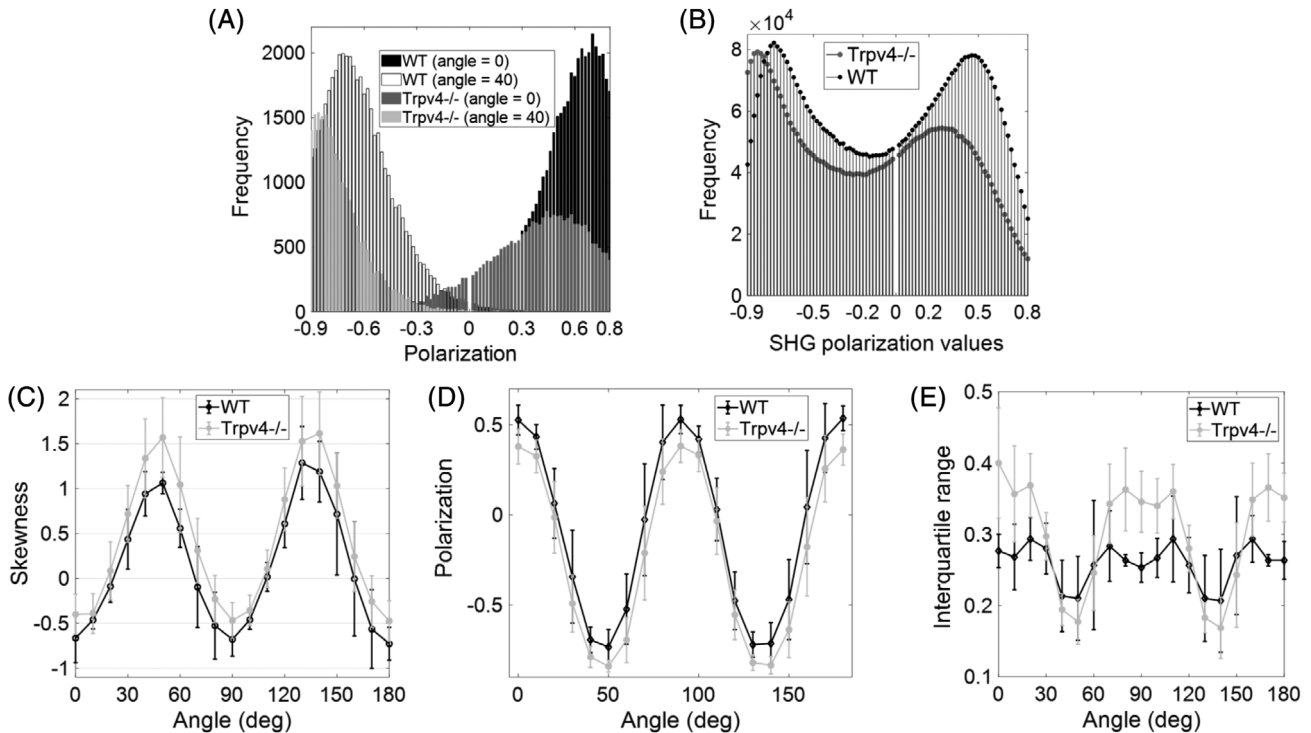 (A)
2000
1500
1000
500
0
Frequency
WT (angle = 0)
WT (angle = 40)
Trpv4-/- (angle = 0)
Trpv4-/- (angle = 40)
-0.9 -0.6 -0.3 0 0.3 0.6 0.8
Polarization
(B)
×10⁴
8
6
4
2
0
Frequency
Trpv4-/-
WT
-0.9 -0.5 -0.2 0 0.2 0.5 0.8
SHG polarization values
(C)
2
1.5
1
0.5
0
-0.5
-1
Skewness
WT
Trpv4-/-
0 30 60 90 120 150 180
Angle (deg)
(D)
0.5
0
-0.5
Polarization
WT
Trpv4-/-
0 50 100 150
Angle (deg)
(E)
0.5
0.4
0.3
0.2
0.1
Interquartile range
WT
Trpv4-/-
0 30 60 90 120 150 180
Angle (deg)